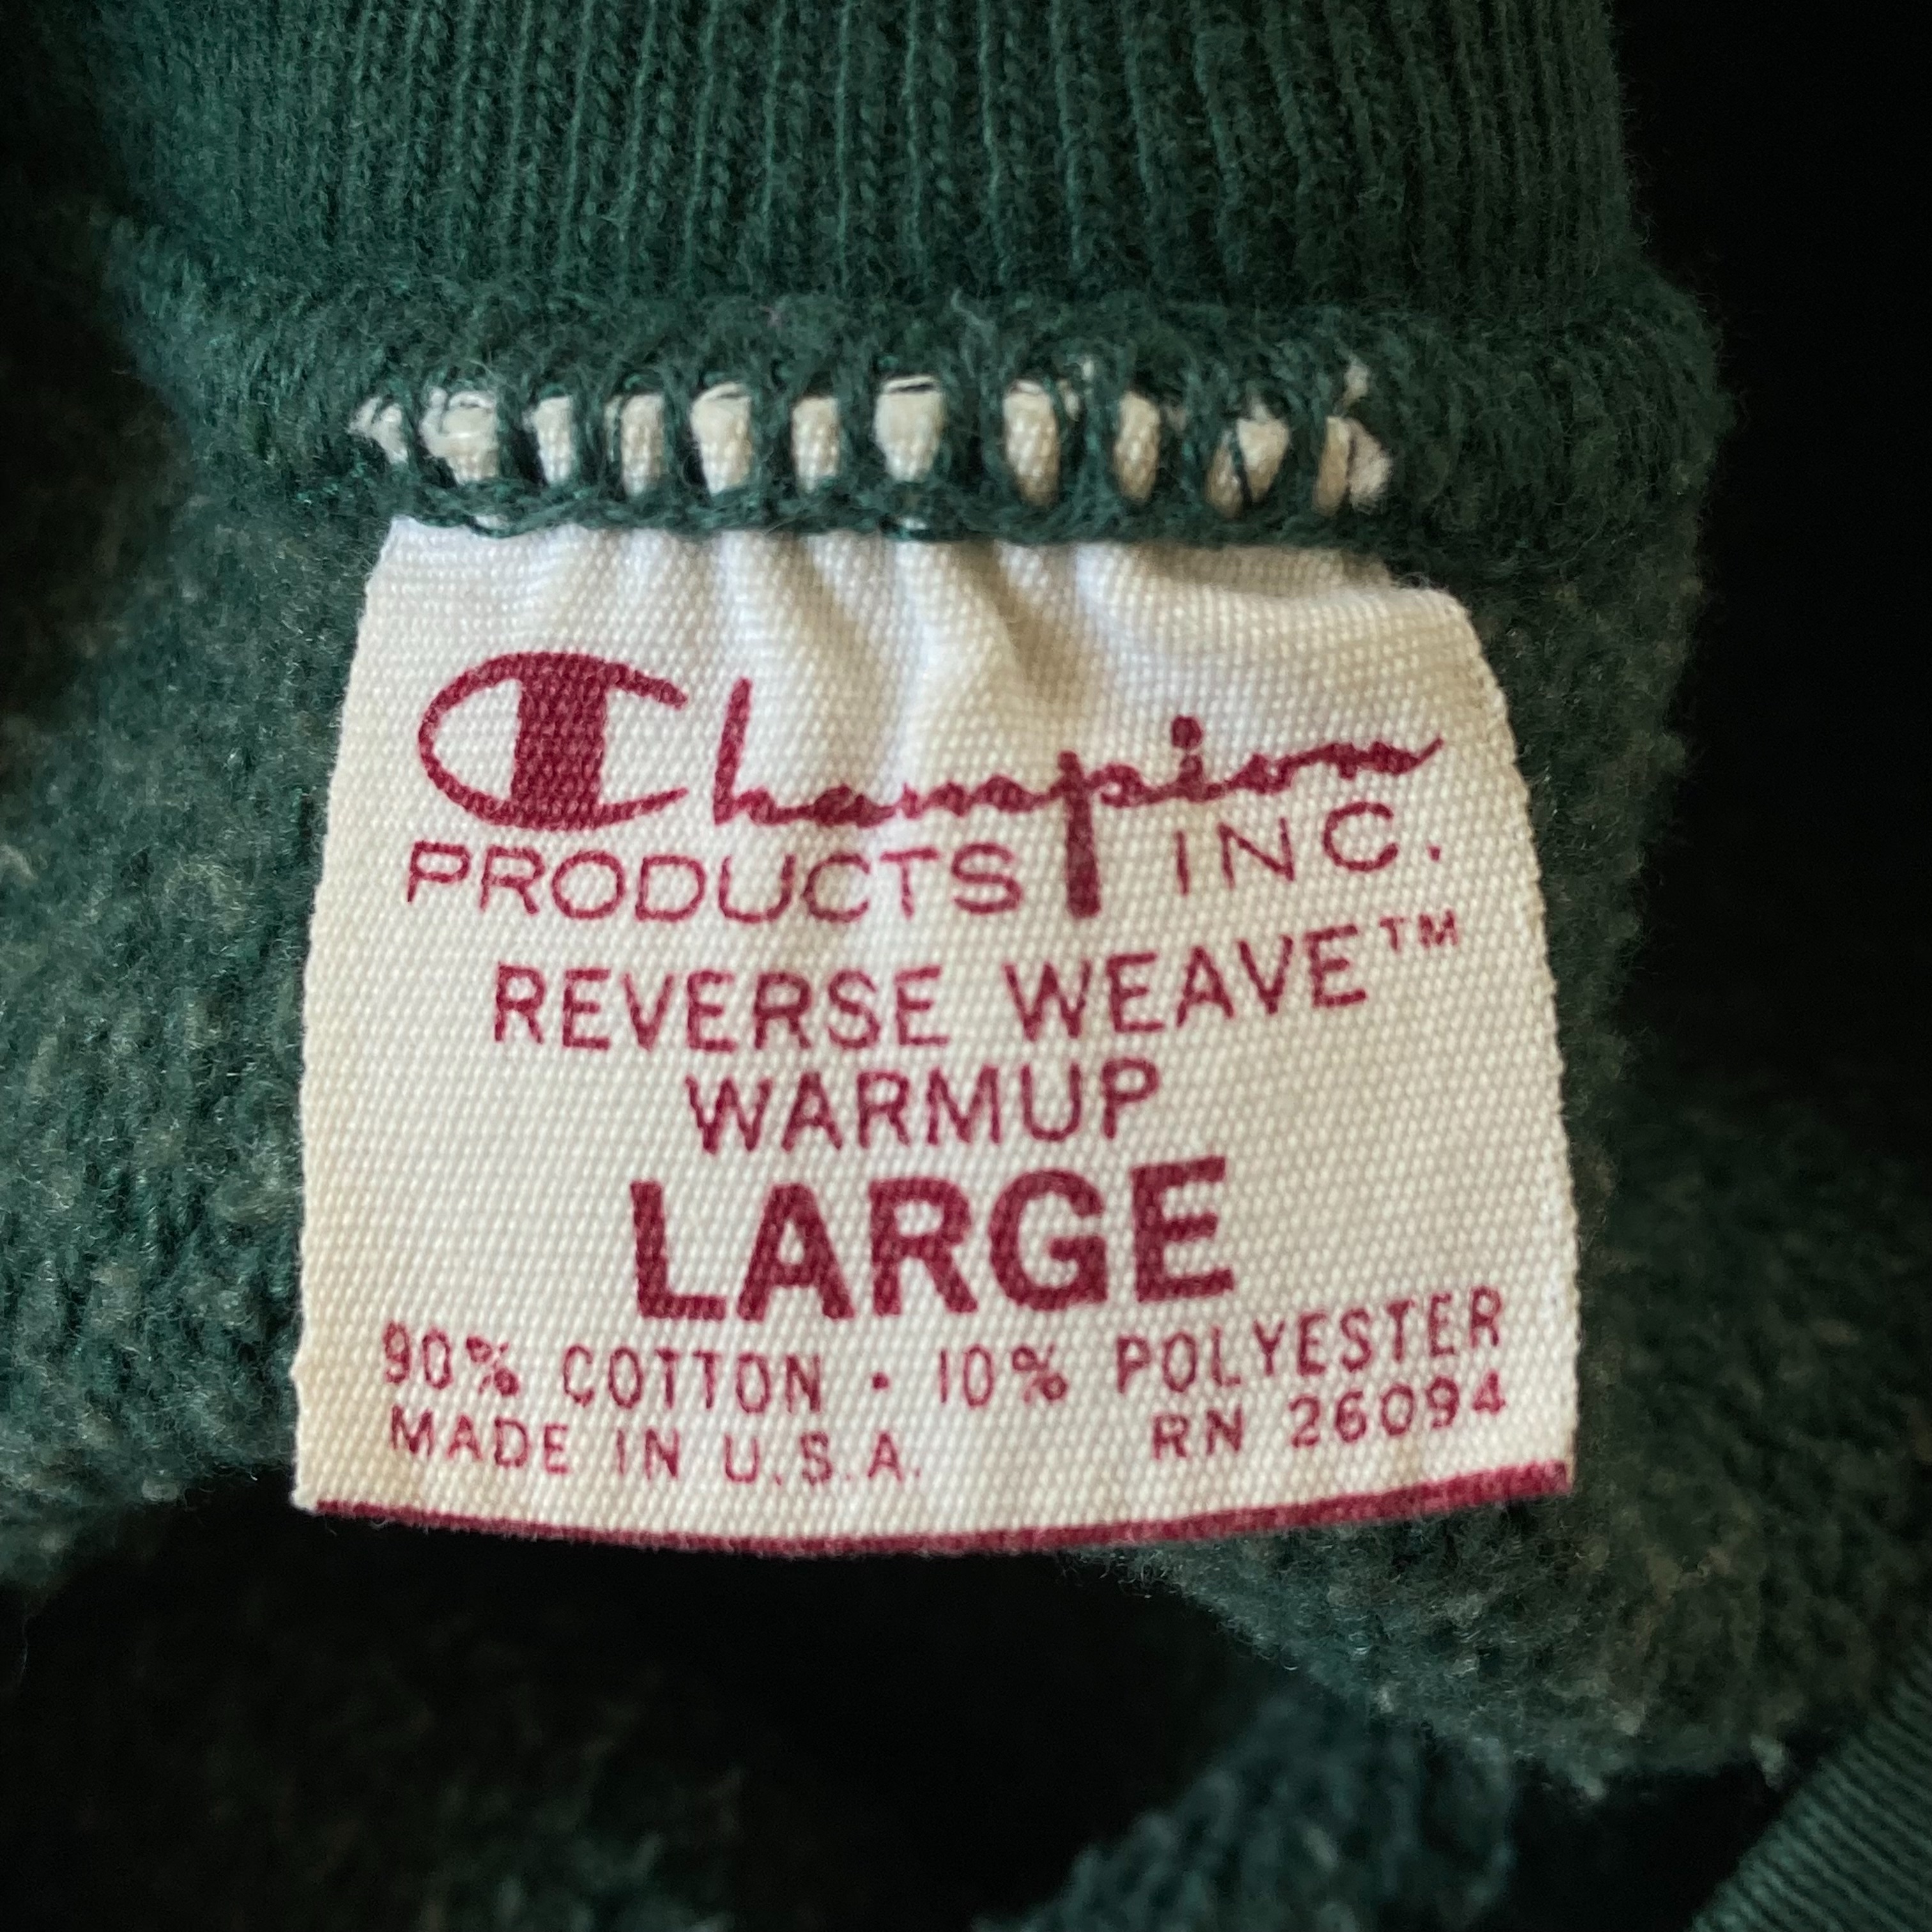 Champion
PRODUCTS INC.
REVERSE WEAVE™
WARMUP
LARGE
90% COTTON · 10% POLYESTER
MADE IN U.S.A. RN 26094